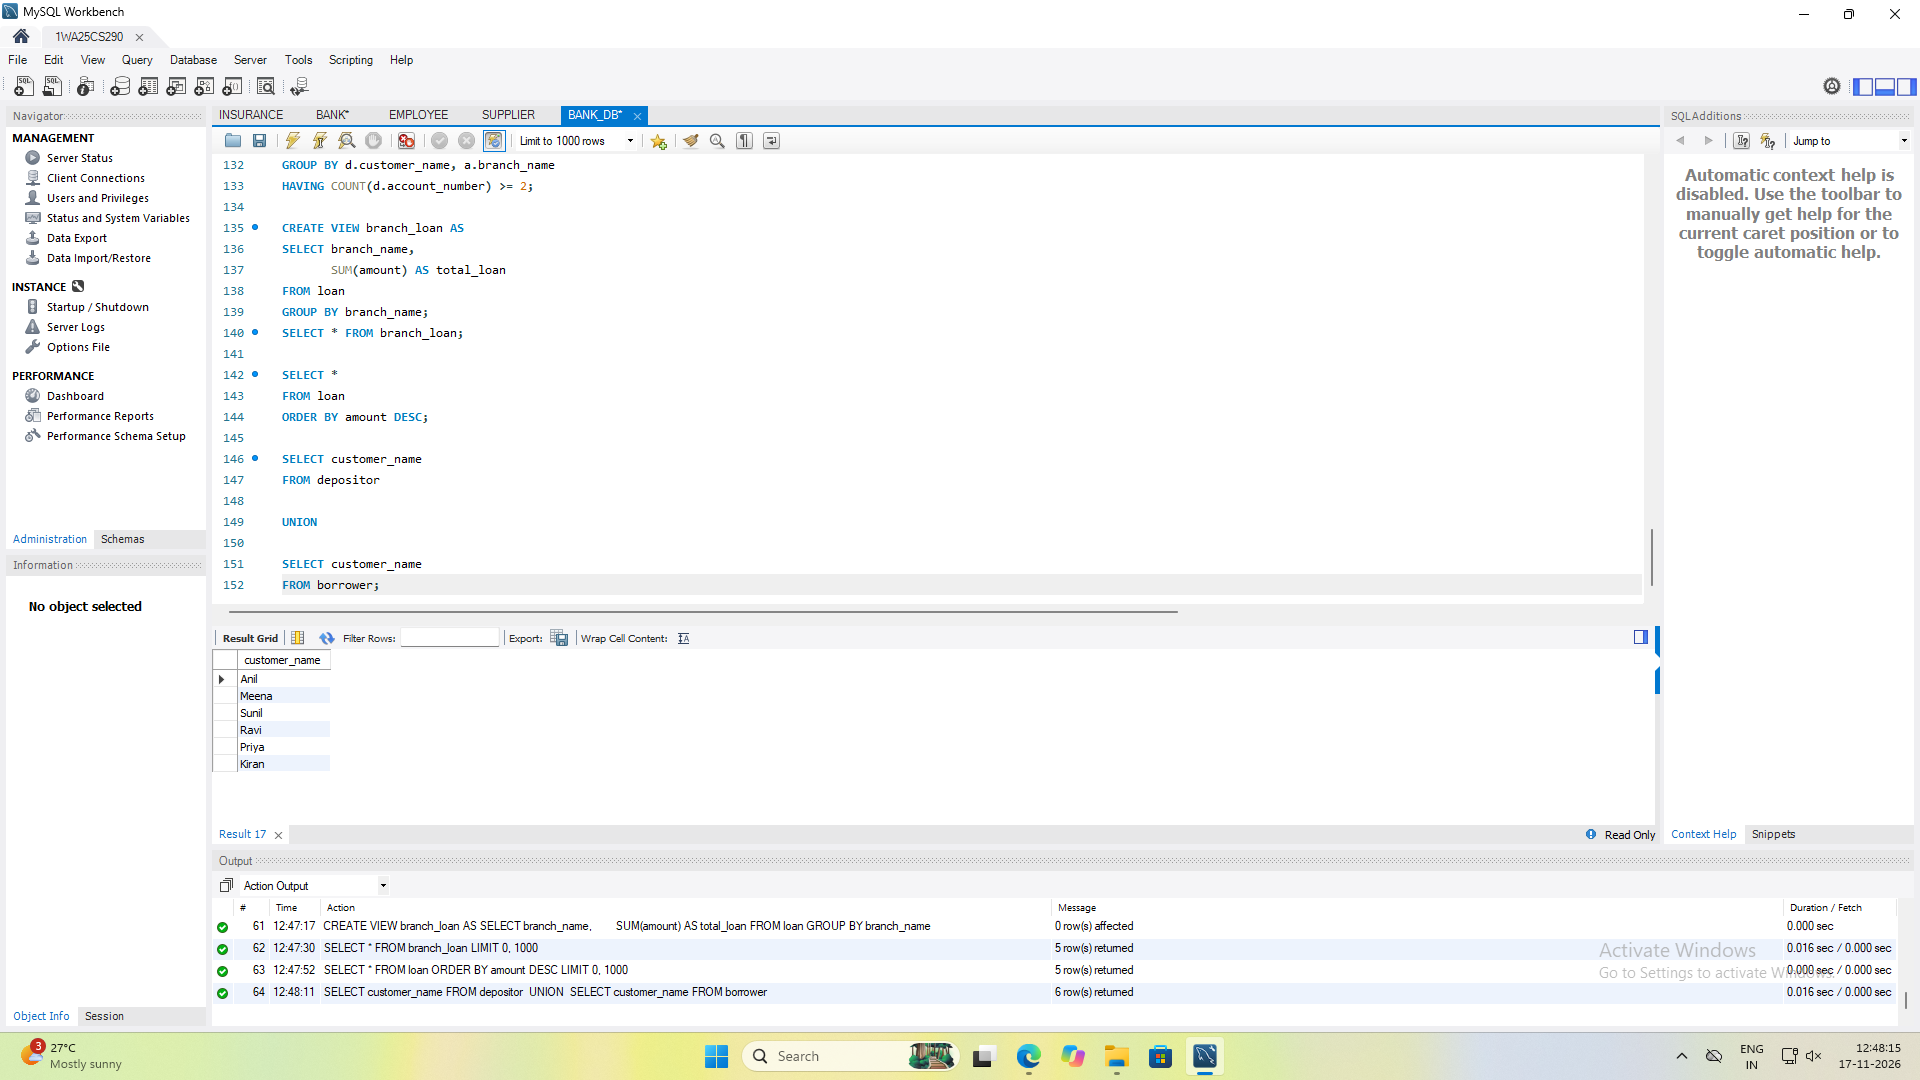 MySQL Workbench
1WA25CS290
File Edit View Query Database Server Tools Scripting Help
Navigator
MANAGEMENT
Server Status
Client Connections
Users and Privileges
Status and System Variables
Data Export
Data Import/Restore
INSTANCE
Startup / Shutdown
Server Logs
Options File
PERFORMANCE
Dashboard
Performance Reports
Performance Schema Setup
Administration Schemas
Information
No object selected
Object Info Session
INSURANCE BANK* EMPLOYEE SUPPLIER BANK_DB*
Limit to 1000 rows
132 GROUP BY d.customer_name, a.branch_name
133 HAVING COUNT(d.account_number) >= 2;
134
135 CREATE VIEW branch_loan AS
136 SELECT branch_name,
137 SUM(amount) AS total_loan
138 FROM loan
139 GROUP BY branch_name;
140 SELECT * FROM branch_loan;
141
142 SELECT *
143 FROM loan
144 ORDER BY amount DESC;
145
146 SELECT customer_name
147 FROM depositor
148
149 UNION
150
151 SELECT customer_name
152 FROM borrower;
Result Grid Filter Rows: Export: Wrap Cell Content:
customer_name
Anil
Meena
Sunil
Ravi
Priya
Kiran
Result 17 Read Only
SQLAdditions
Jump to
Automatic context help is
disabled. Use the toolbar to
manually get help for the
current caret position or to
toggle automatic help.
Context Help Snippets
Output
Action Output
# Time Action Message Duration / Fetch
61 12:47:17 CREATE VIEW branch_loan AS SELECT branch_name, SUM(amount) AS total_loan FROM loan GROUP BY branch_name 0 row(s) affected 0.000 sec
62 12:47:30 SELECT * FROM branch_loan LIMIT 0, 1000 5 row(s) returned 0.016 sec / 0.000 sec
63 12:47:52 SELECT * FROM loan ORDER BY amount DESC LIMIT 0, 1000 5 row(s) returned 0.000 sec / 0.000 sec
64 12:48:11 SELECT customer_name FROM depositor UNION SELECT customer_name FROM borrower 6 row(s) returned 0.016 sec / 0.000 sec
Activate Windows
Go to Settings to activate Windows.
3
27°C
Mostly sunny
Search
ENG
IN
12:48:15
17-11-2026